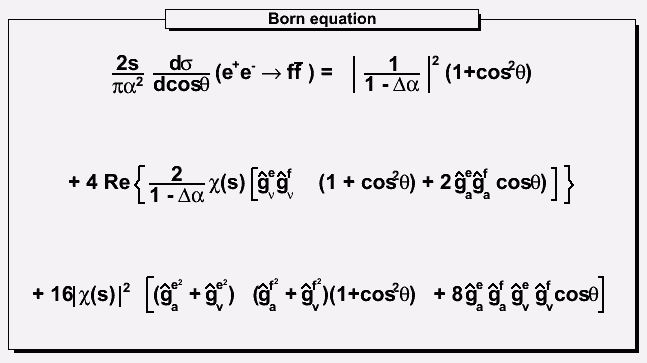 Born equation
2s/πα² dσ/dcosθ (e⁺e⁻ → ff̄ ) = | 1/(1 - Δα) |² (1+cos²θ)
+ 4 Re{ 2/(1 - Δα) χ(s) [ĝᵥᵉĝᵥᶠ (1 + cos²θ) + 2ĝₐᵉĝₐᶠ cosθ) ] }
+ 16|χ(s)|² [(ĝₐᵉ² + ĝᵥᵉ²) (ĝₐᶠ² + ĝᵥᶠ²)(1+cos²θ) + 8ĝₐᵉ ĝₐᶠ ĝᵥᵉ ĝᵥᶠcosθ]